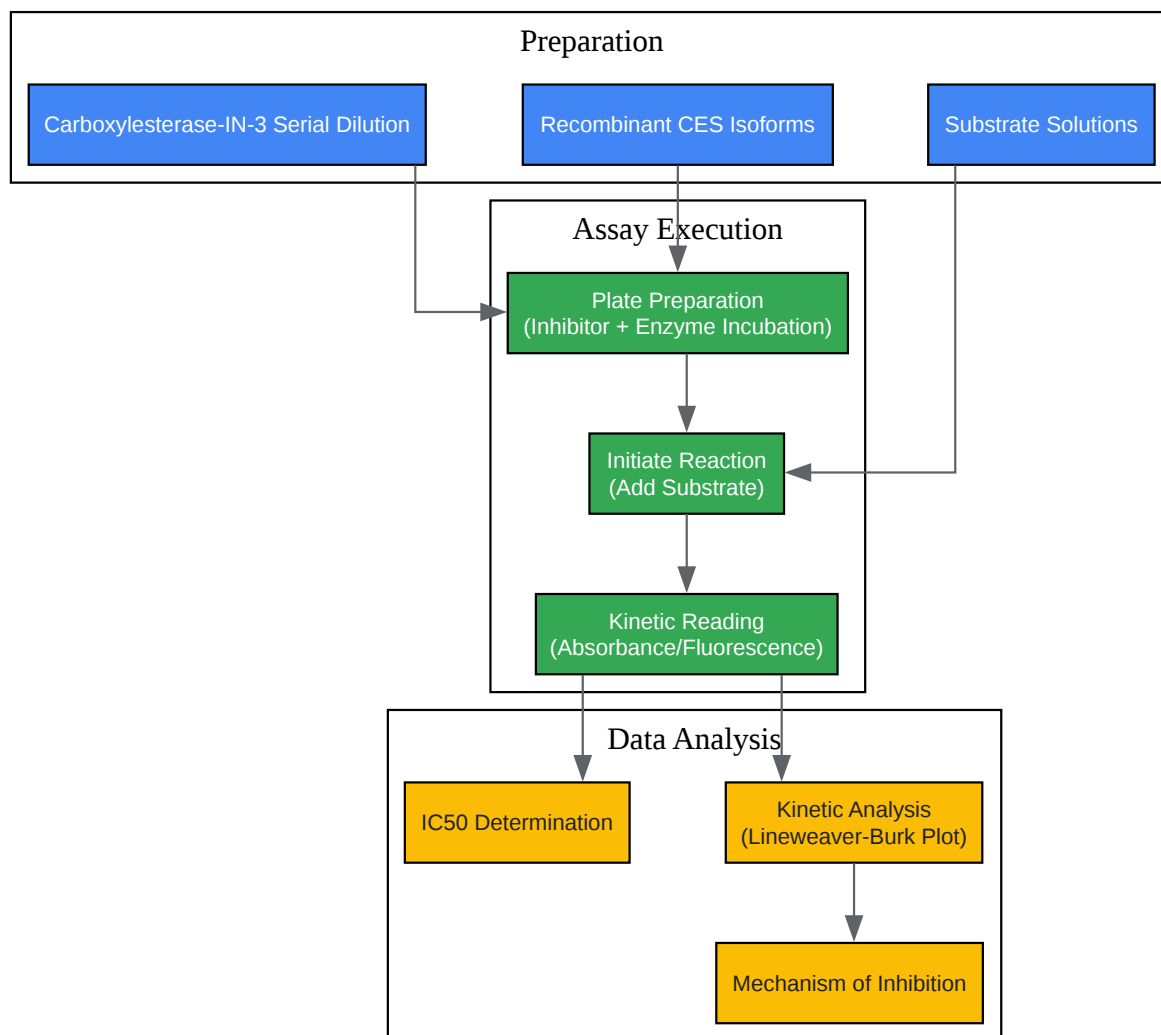 Preparation
Carboxylesterase-IN-3 Serial Dilution
Recombinant CES Isoforms
Substrate Solutions
Assay Execution
Plate Preparation
(Inhibitor + Enzyme Incubation)
Initiate Reaction
(Add Substrate)
Kinetic Reading
(Absorbance/Fluorescence)
Data Analysis
IC50 Determination
Kinetic Analysis
(Lineweaver-Burk Plot)
Mechanism of Inhibition